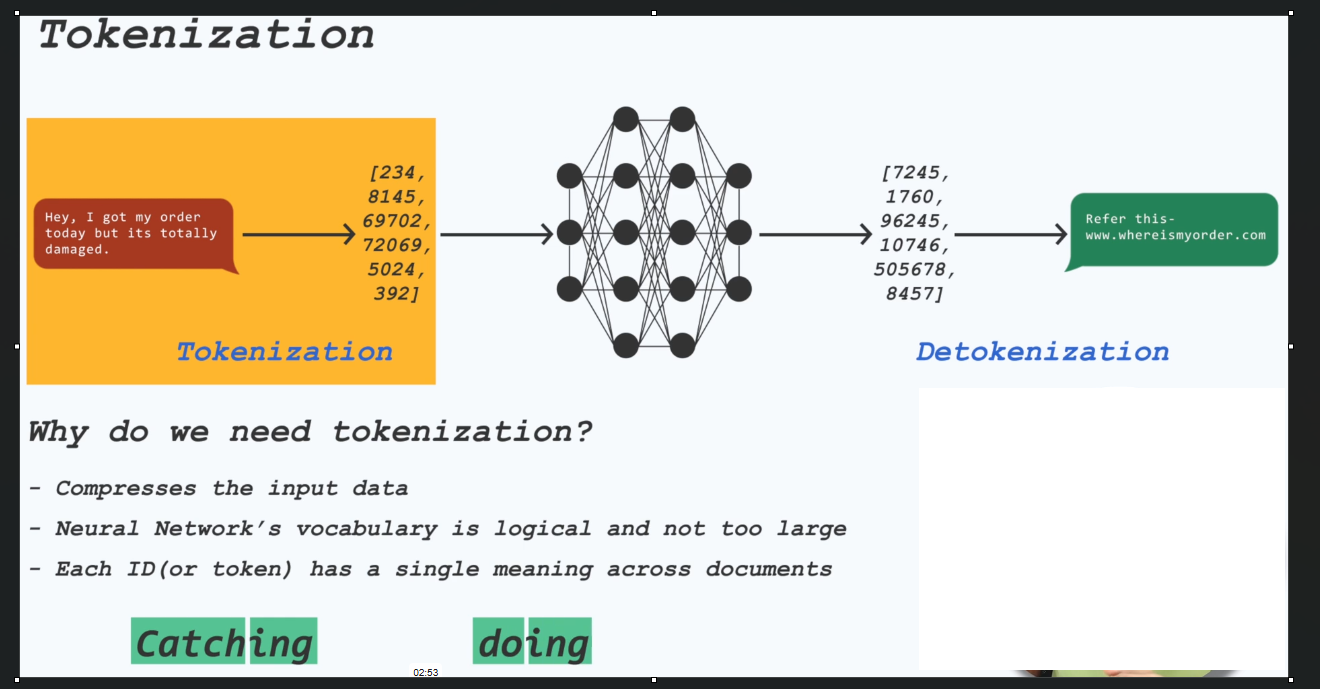 Tokenization
Hey, I got my order
today but its totally
damaged.
[234,
8145,
69702,
72069,
5024,
392]
Tokenization
[7245,
1760,
96245,
10746,
505678,
8457]
Refer this-
www.whereismyorder.com
Detokenization
Why do we need tokenization?
- Compresses the input data
- Neural Network’s vocabulary is logical and not too large
- Each ID(or token) has a single meaning across documents
Catching doing
02:53